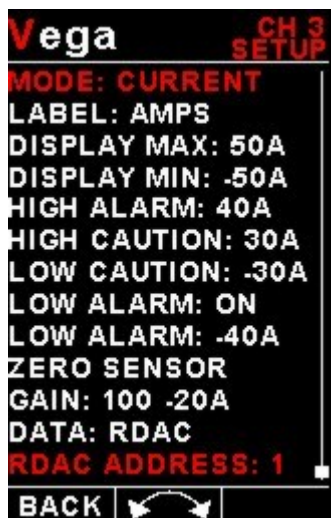 Vega
CH 3
SETUP
MODE: CURRENT
LABEL: AMPS
DISPLAY MAX: 50A
DISPLAY MIN: -50A
HIGH ALARM: 40A
HIGH CAUTION: 30A
LOW CAUTION: -30A
LOW ALARM: ON
LOW ALARM: -40A
ZERO SENSOR
GAIN: 100 -20A
DATA: RDAC
RDAC ADDRESS: 1
BACK